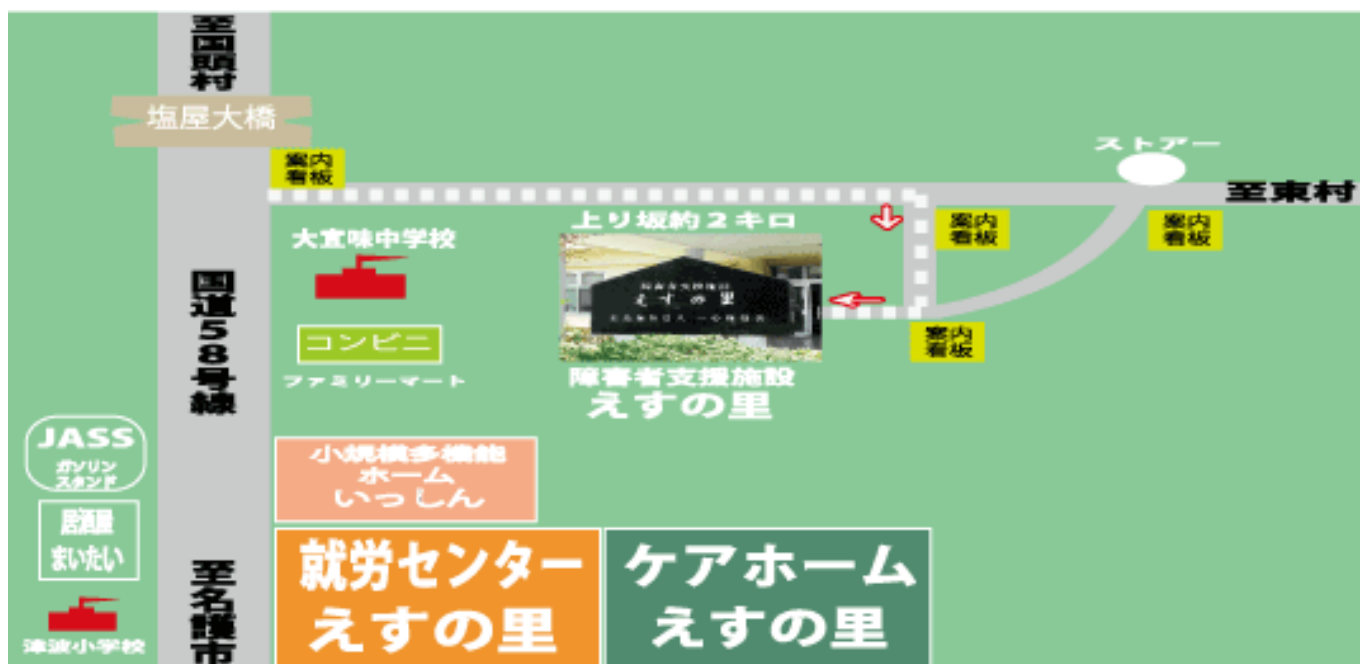 至国頭村
塩屋大橋
案内
看板
ストアー
至東村
上り坂約２キロ
案内
看板
案内
看板
大宜味中学校
えすの里
国道58号線
コンビニ
案内
看板
ファミリーマート
障害者支援施設
えすの里
JASS
ガソリン
スタンド
小規模多機能
ホーム
いっしん
居酒屋
まいたい
就労センター
えすの里
ケアホーム
えすの里
至名護市
津波小学校